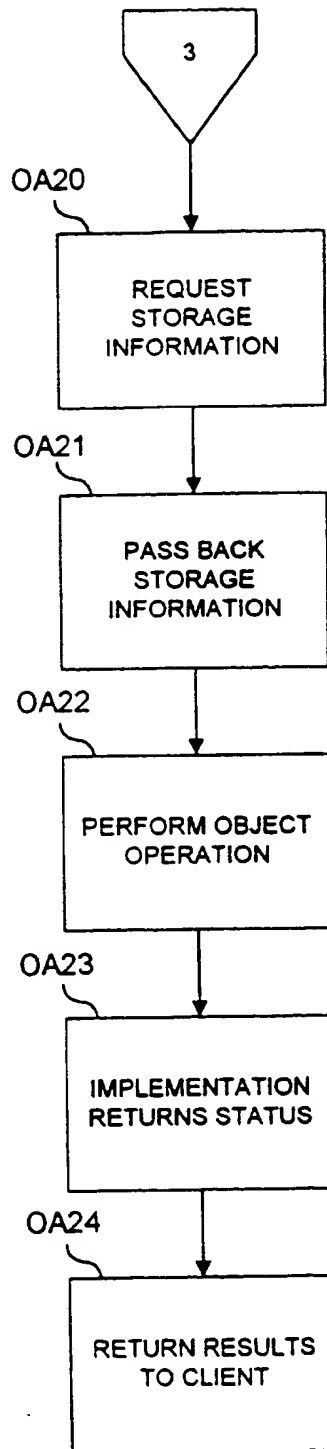 3
OA20
REQUEST
STORAGE
INFORMATION
OA21
PASS BACK
STORAGE
INFORMATION
OA22
PERFORM OBJECT
OPERATION
OA23
IMPLEMENTATION
RETURNS STATUS
OA24
RETURN RESULTS
TO CLIENT